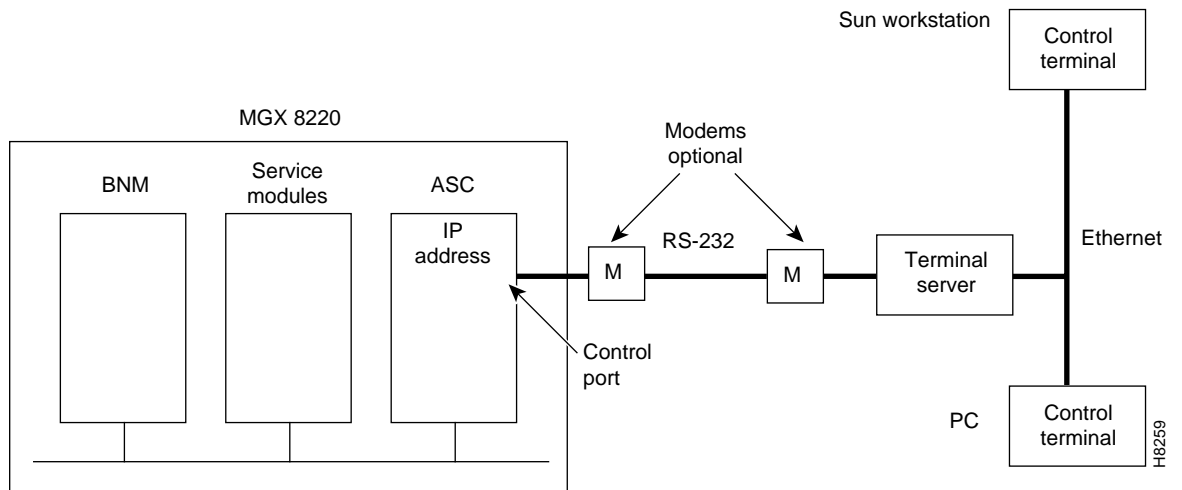 Sun workstation
Control
terminal
MGX 8220
Modems
optional
BNM
Service
modules
ASC
IP
address
RS-232
Ethernet
M
M
Terminal
server
Control
port
PC
Control
terminal
H8259